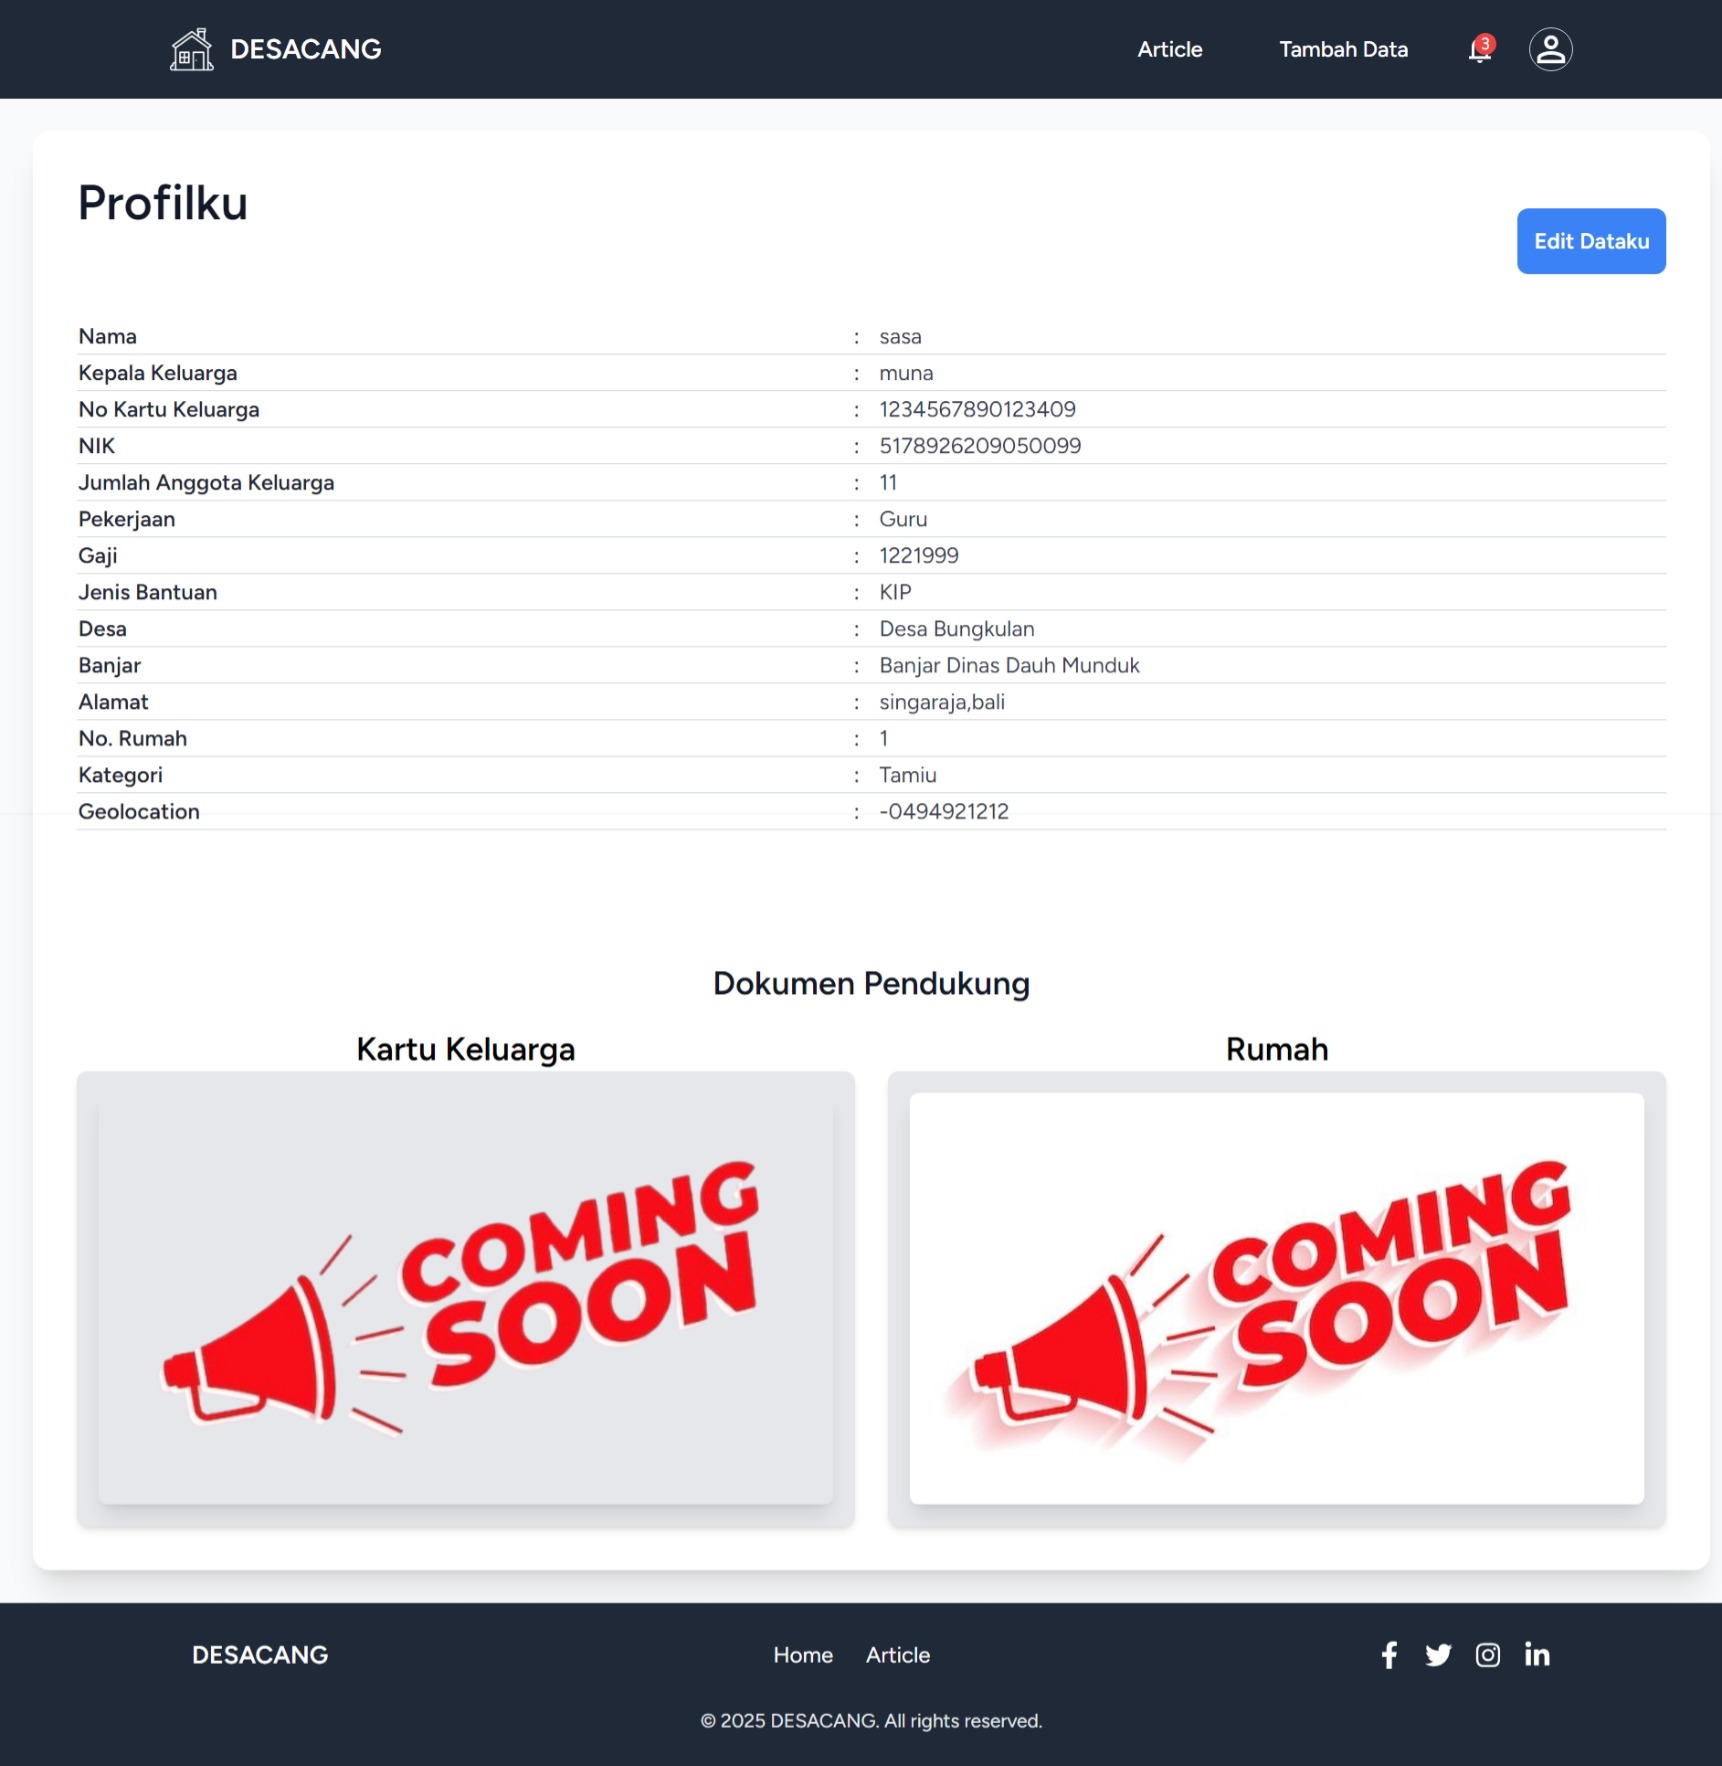 DESACANG Article Tambah Data 3
Profilku
Edit Dataku
Nama : sasa
Kepala Keluarga : muna
No Kartu Keluarga : 1234567890123409
NIK : 5178926209050099
Jumlah Anggota Keluarga : 11
Pekerjaan : Guru
Gaji : 1221999
Jenis Bantuan : KIP
Desa : Desa Bungkulan
Banjar : Banjar Dinas Dauh Munduk
Alamat : singaraja,bali
No. Rumah : 1
Kategori : Tamiu
Geolocation : -0494921212
Dokumen Pendukung
Kartu Keluarga
COMING
SOON
Rumah
COMING
SOON
DESACANG Home Article
© 2025 DESACANG. All rights reserved.